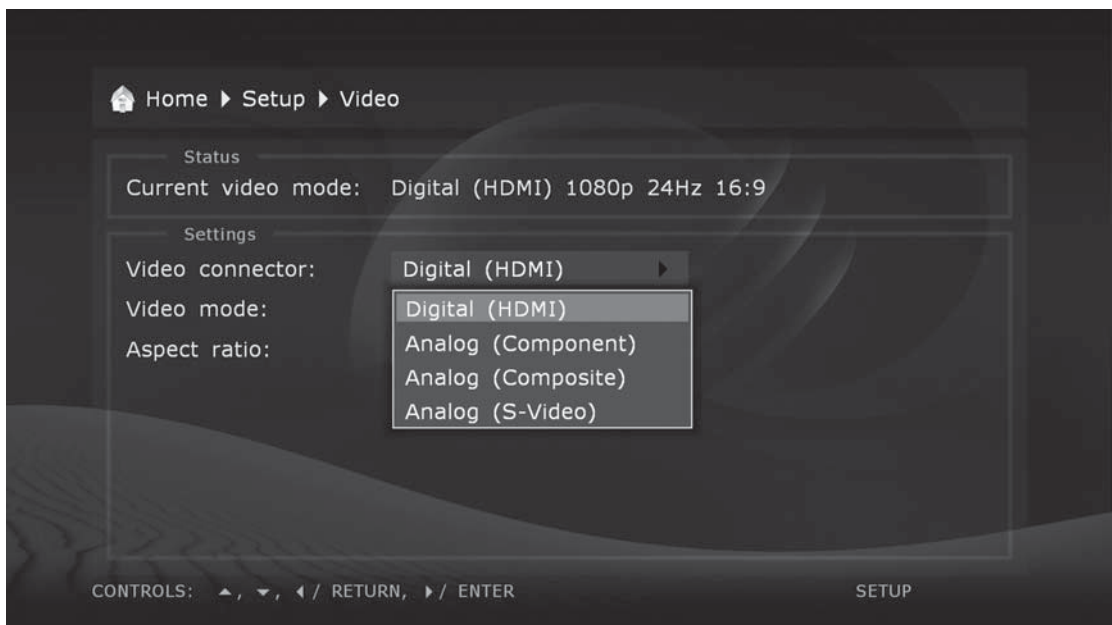 Home ▶ Setup ▶ Video
Status
Current video mode: Digital (HDMI) 1080p 24Hz 16:9
Settings
Video connector: Digital (HDMI) ▶
Video mode:
Aspect ratio:
Digital (HDMI)
Analog (Component)
Analog (Composite)
Analog (S-Video)
CONTROLS: ▲, ▼, ◀/ RETURN, ▶/ ENTER
SETUP